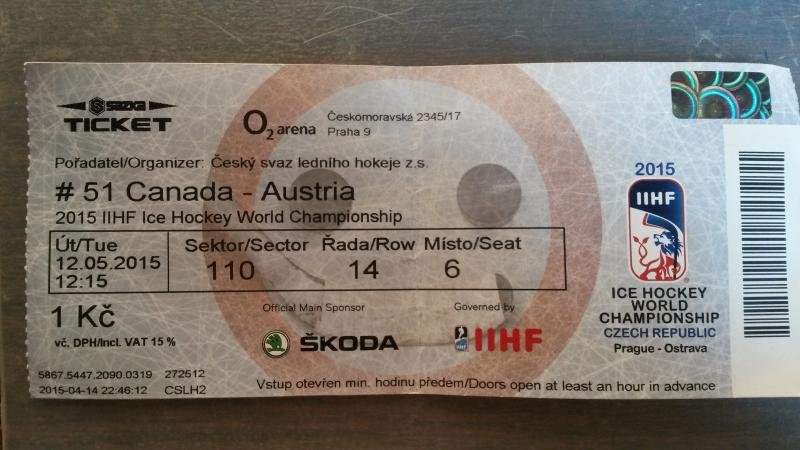 sazka
TICKET
O2 arena
Českomoravská 2345/17
Praha 9
Pořadatel/Organizer: Český svaz ledního hokeje z.s.
# 51 Canada - Austria
2015 IIHF Ice Hockey World Championship
Út/Tue
12.05.2015
12:15
Sektor/Sector Řada/Row Místo/Seat
110 14 6
1 Kč
vč. DPH/Incl. VAT 15 %
Official Main Sponsor
ŠKODA
Governed by
IIHF
5867.5447.2090.0319 272512
2015-04-14 22:46:12 CSLH2
Vstup otevřen min. hodinu předem/Doors open at least an hour in advance
2015
IIHF
ICE HOCKEY
WORLD
CHAMPIONSHIP
CZECH REPUBLIC
Prague - Ostrava